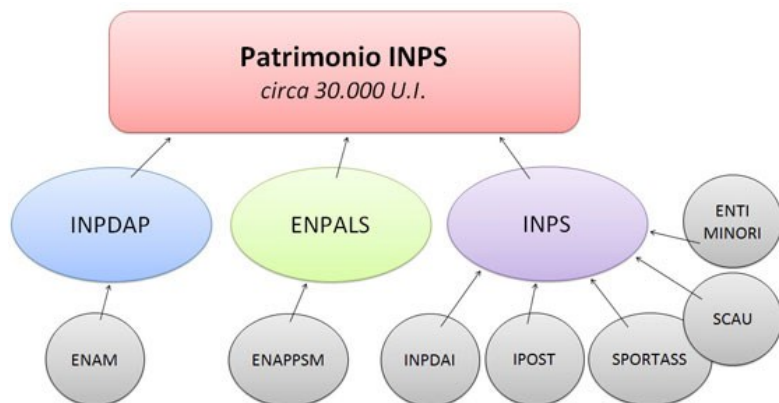 Patrimonio INPS
circa 30.000 U.I.
INPDAP
ENPALS
INPS
ENTI
MINORI
SCAU
ENAM
ENAPPSM
INPDAI
IPOST
SPORTASS